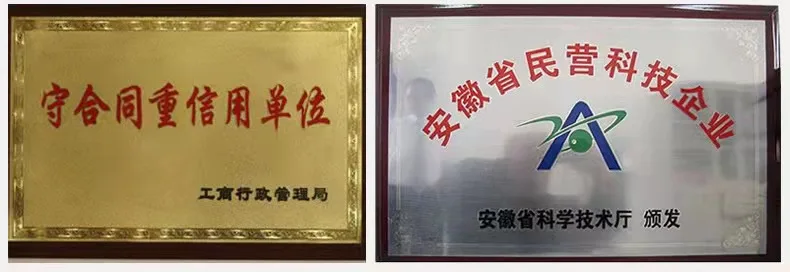 守合同重信用单位
工商行政管理局
安徽省民营科技企业
安徽省科学技术厅 颁发